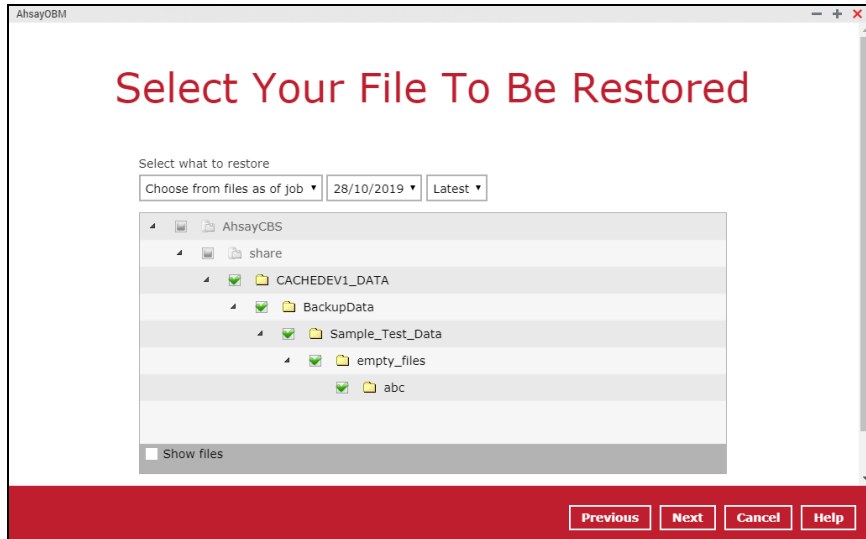 AhsayOBM
Select Your File To Be Restored
Select what to restore
Choose from files as of job 28/10/2019 Latest
AhsayCBS
share
CACHEDEV1_DATA
BackupData
Sample_Test_Data
empty_files
abc
Show files
Previous Next Cancel Help